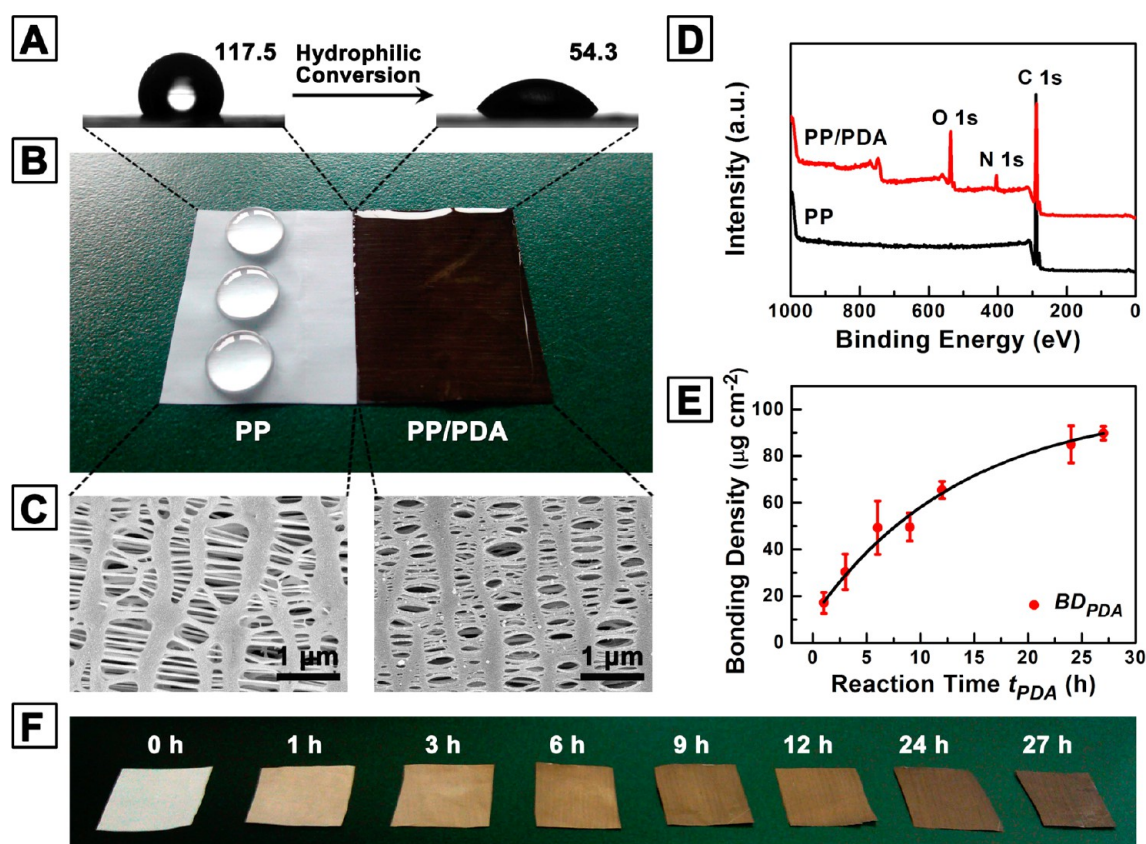 A
117.5
Hydrophilic
Conversion
54.3
B
PP
PP/PDA
C
1 μm
1 μm
D
Intensity (a.u.)
PP/PDA
O 1s
N 1s
C 1s
PP
1000
800
600
400
200
0
Binding Energy (eV)
E
Bonding Density (μg cm⁻²)
100
80
60
40
20
0
BD_PDA
0
5
10
15
20
25
30
Reaction Time t_PDA (h)
F
0 h
1 h
3 h
6 h
9 h
12 h
24 h
27 h